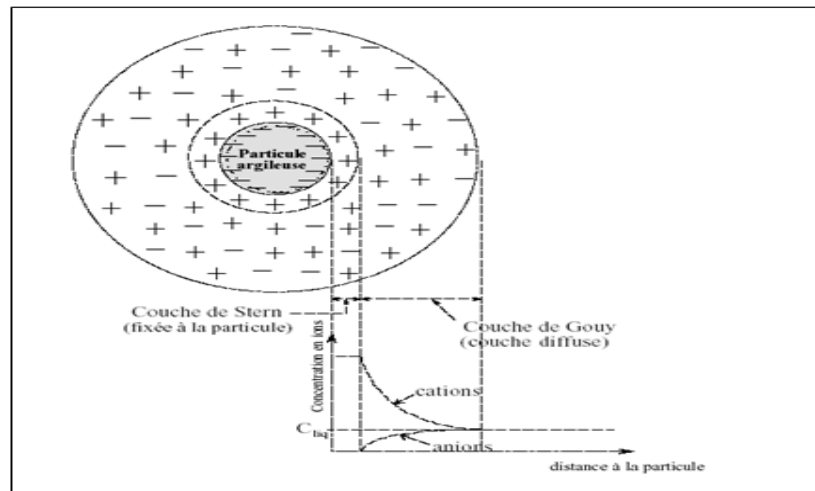 Particule
argileuse
Couche de Stern
(fixée à la particule)
Couche de Gouy
(couche diffuse)
Concentration en ions
cations
C liq
anions
distance à la particule